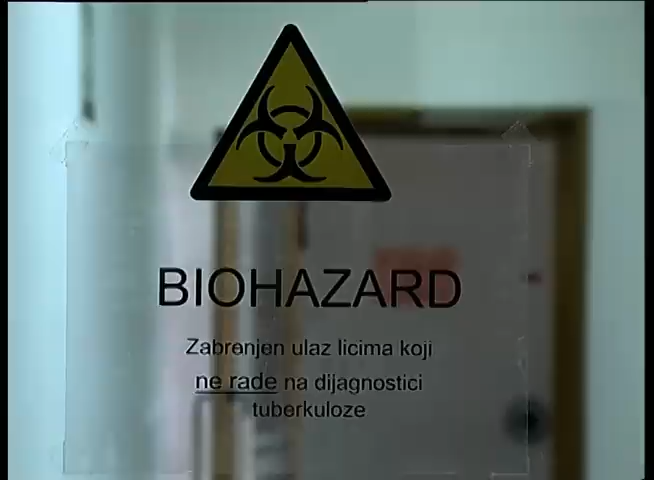 BIOHAZARD
Zabranjen ulaz licima koji
ne rade na dijagnostici
tuberkuloze